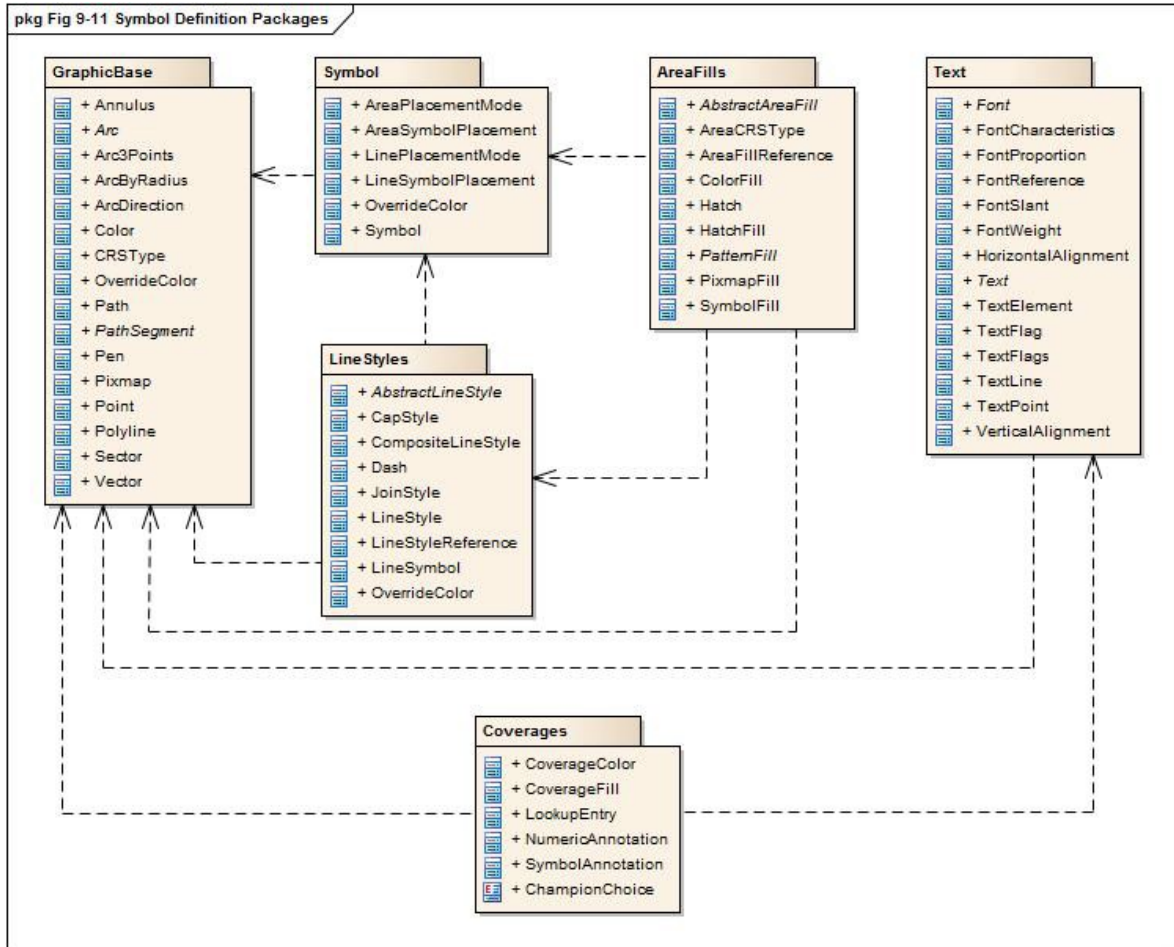 pkg Fig 9-11 Symbol Definition Packages
GraphicBase
+ Annulus
+ Arc
+ Arc3Points
+ ArcByRadius
+ ArcDirection
+ Color
+ CRSType
+ OverrideColor
+ Path
+ PathSegment
+ Pen
+ Pixmap
+ Point
+ Polyline
+ Sector
+ Vector
Symbol
+ AreaPlacementMode
+ AreaSymbolPlacement
+ LinePlacementMode
+ LineSymbolPlacement
+ OverrideColor
+ Symbol
AreaFills
+ AbstractAreaFill
+ AreaCRSType
+ AreaFillReference
+ ColorFill
+ Hatch
+ HatchFill
+ PatternFill
+ PixmapFill
+ SymbolFill
Text
+ Font
+ FontCharacteristics
+ FontProportion
+ FontReference
+ FontSlant
+ FontWeight
+ HorizontalAlignment
+ Text
+ TextElement
+ TextFlag
+ TextFlags
+ TextLine
+ TextPoint
+ VerticalAlignment
LineStyles
+ AbstractLineStyle
+ CapStyle
+ CompositeLineStyle
+ Dash
+ JoinStyle
+ LineStyle
+ LineStyleReference
+ LineSymbol
+ OverrideColor
Coverages
+ CoverageColor
+ CoverageFill
+ LookupEntry
+ NumericAnnotation
+ SymbolAnnotation
E + ChampionChoice